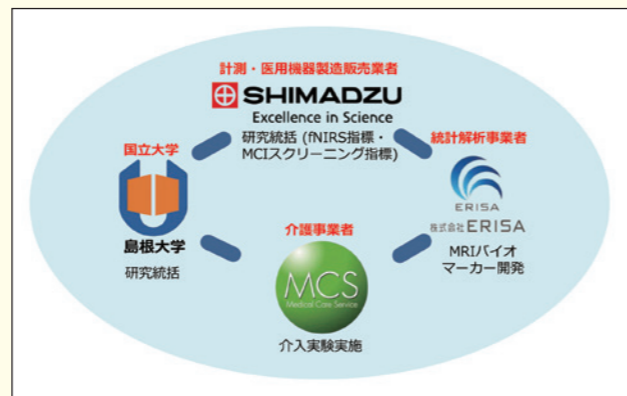 計測・医用機器製造販売業者
SHIMADZU
Excellence in Science
研究統括 (fNIRS指標・
MCIスクリーニング指標)
国立大学
島根大学
研究統括
統計解析事業者
ERISA
株式会社ERISA
MRIバイオ
マーカー開発
介護事業者
MCS
Medical Care Service
介入実験実施